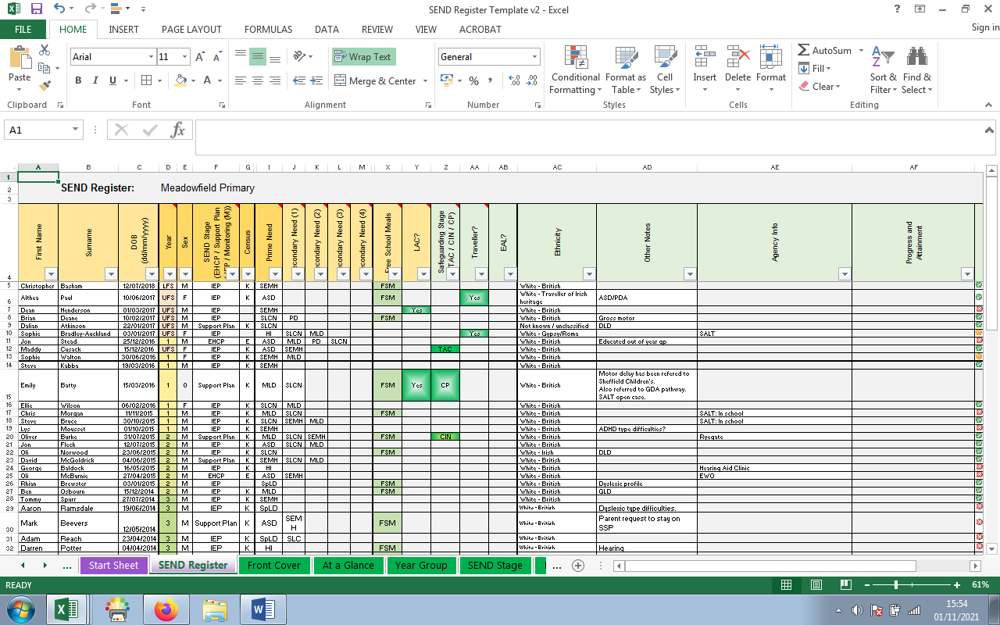 SEND Register Template v2 - Excel
FILE HOME INSERT PAGE LAYOUT FORMULAS DATA REVIEW VIEW ACROBAT Sign in
Arial 11 Wrap Text General AutoSum
Paste B I U Merge & Center % Conditional Formatting Format as Table Cell Styles Insert Delete Format Fill Clear Sort & Filter Find & Select
Clipboard Font Alignment Number Styles Cells Editing
A1 fx
A B C D E F G I J K L M X Y Z AA AB AC AD AE AF
1
2 SEND Register: Meadowfield Primary
3
4 First Name Surname DOB (dd/mm/yyyy) Year Sex SEND Stage (EHCP / Support Plan / Monitoring (M)) Census Prime Need condary Need (1) condary Need (2) condary Need (3) condary Need (4) Free School Meals LAC? Safeguarding Stage TAC / CIN / CP) Traveller? EAL? Ethnicity Other Notes Agency Info Progress and Attainment
5 Christopher Basham 12/07/2018 LFS M IEP K SEMH FSM White - British
6 Althea Paul 10/06/2017 UFS F IEP K ASD FSM Yes White - Traveller of Irish heritage ASD/PDA
7 Dean Henderson 01/03/2017 UFS M IEP SEMH Yes White - British
8 Brian Deane 10/02/2017 UFS M IEP SLCN PD FSM White - British Gross motor
9 Dalian Atkinson 22/01/2017 UFS M Support Plan K SLCN Not known / unclassified DLD
10 Sophie Bradley-Auckland 03/01/2017 UFS F IEP HI SLCN MLD Yes White - Gypsy/Roma SALT
11 Jon Stead 25/12/2016 1 M EHCP E ASD MLD PD SLCN White - British Educated out of year gp
12 Maddy Cusack 15/12/2016 UFS F IEP K ASD SEMH TAC White - British
13 Sophie Walton 30/06/2016 1 F IEP K SEMH MLD White - British
14 Steve Kabba 19/03/2016 1 M IEP K SEMH White - British
15 Emily Batty 15/03/2016 1 0 Support Plan K MLD SLCN FSM Yes CP White - British Motor delay has been refered to Sheffield Children's. Also referred to GDA pathway. SALT open case.
16 Ellie Wilson 06/02/2016 1 F IEP K SLCN MLD White - British
17 Chris Morgan 11/11/2015 1 M IEP K MLD SLCN FSM White - British SALT: In school
18 Steve Bruce 30/10/2015 1 M IEP K SLCN SEMH MLD White - British SALT: In school
19 Lys Mousset 01/10/2015 1 M IEP K SEMH White - British ADHD type difficulties?
20 Oliver Burke 31/07/2015 2 M Support Plan K MLD SLCN SEMH FSM CIN White - British Ryegate
21 Jon Fleck 12/07/2015 2 M IEP K ASD SLCN MLD White - British
22 Oli Norwood 23/06/2015 2 M IEP K SLCN FSM White - Irish DLD
23 David McGoldrick 04/06/2015 2 M Support Plan K SEMH SLCN MLD White - British
24 George Baldock 16/05/2015 2 M IEP K HI White - British Hearing Aid Clinic
25 Oli McBurnie 27/04/2015 2 M EHCP E ASD SEMH White - British EWO
26 Rhian Brewster 03/01/2015 2 M IEP SpLD FSM White - British Dyslexic profile
27 Ben Osbourn 15/12/2014 2 M IEP K MLD FSM White - British GLD
28 Tommy Spurr 27/07/2014 3 M IEP K SEMH White - British
29 Aaron Ramsdale 19/06/2014 3 M IEP K SpLD White - British Dyslexic type difficulties.
30 Mark Beevers 12/05/2014 3 M Support Plan K ASD SEM H FSM White - British Parent request to stay on SSP
31 Adam Reach 23/04/2014 3 M IEP K SpLD SLC White - British
32 Darren Potter 04/04/2014 3 M IEP K HI FSM White - British Hearing
... Start Sheet SEND Register Front Cover At a Glance Year Group SEND Stage ...
READY 61%
15:54
01/11/2021